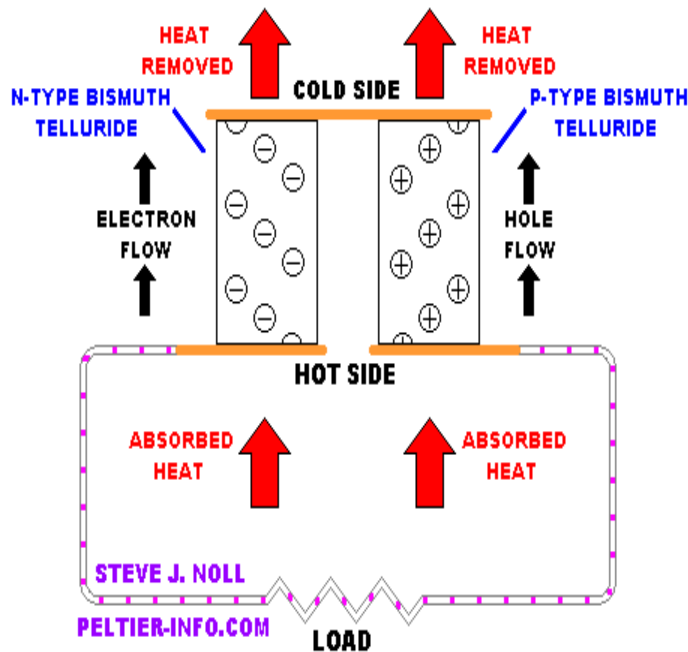 HEAT
REMOVED
HEAT
REMOVED
COLD SIDE
N-TYPE BISMUTH
TELLURIDE
P-TYPE BISMUTH
TELLURIDE
ELECTRON
FLOW
HOLE
FLOW
HOT SIDE
ABSORBED
HEAT
ABSORBED
HEAT
STEVE J. NOLL
PELTIER-INFO.COM
LOAD